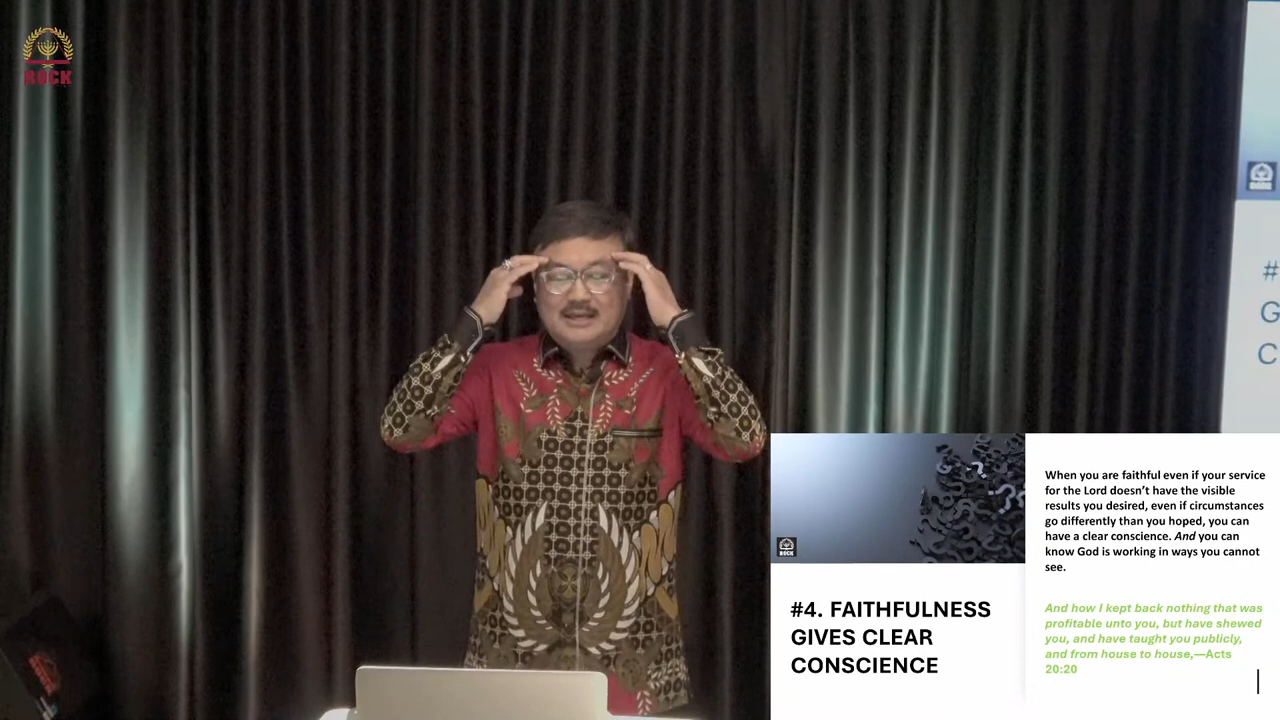 ROCK
#
G
C
ROCK
#4. FAITHFULNESS
GIVES CLEAR
CONSCIENCE
When you are faithful even if your service
for the Lord doesn't have the visible
results you desired, even if circumstances
go differently than you hoped, you can
have a clear conscience. And you can
know God is working in ways you cannot
see.
And how I kept back nothing that was
profitable unto you, but have shewed
you, and have taught you publicly,
and from house to house,—Acts
20:20